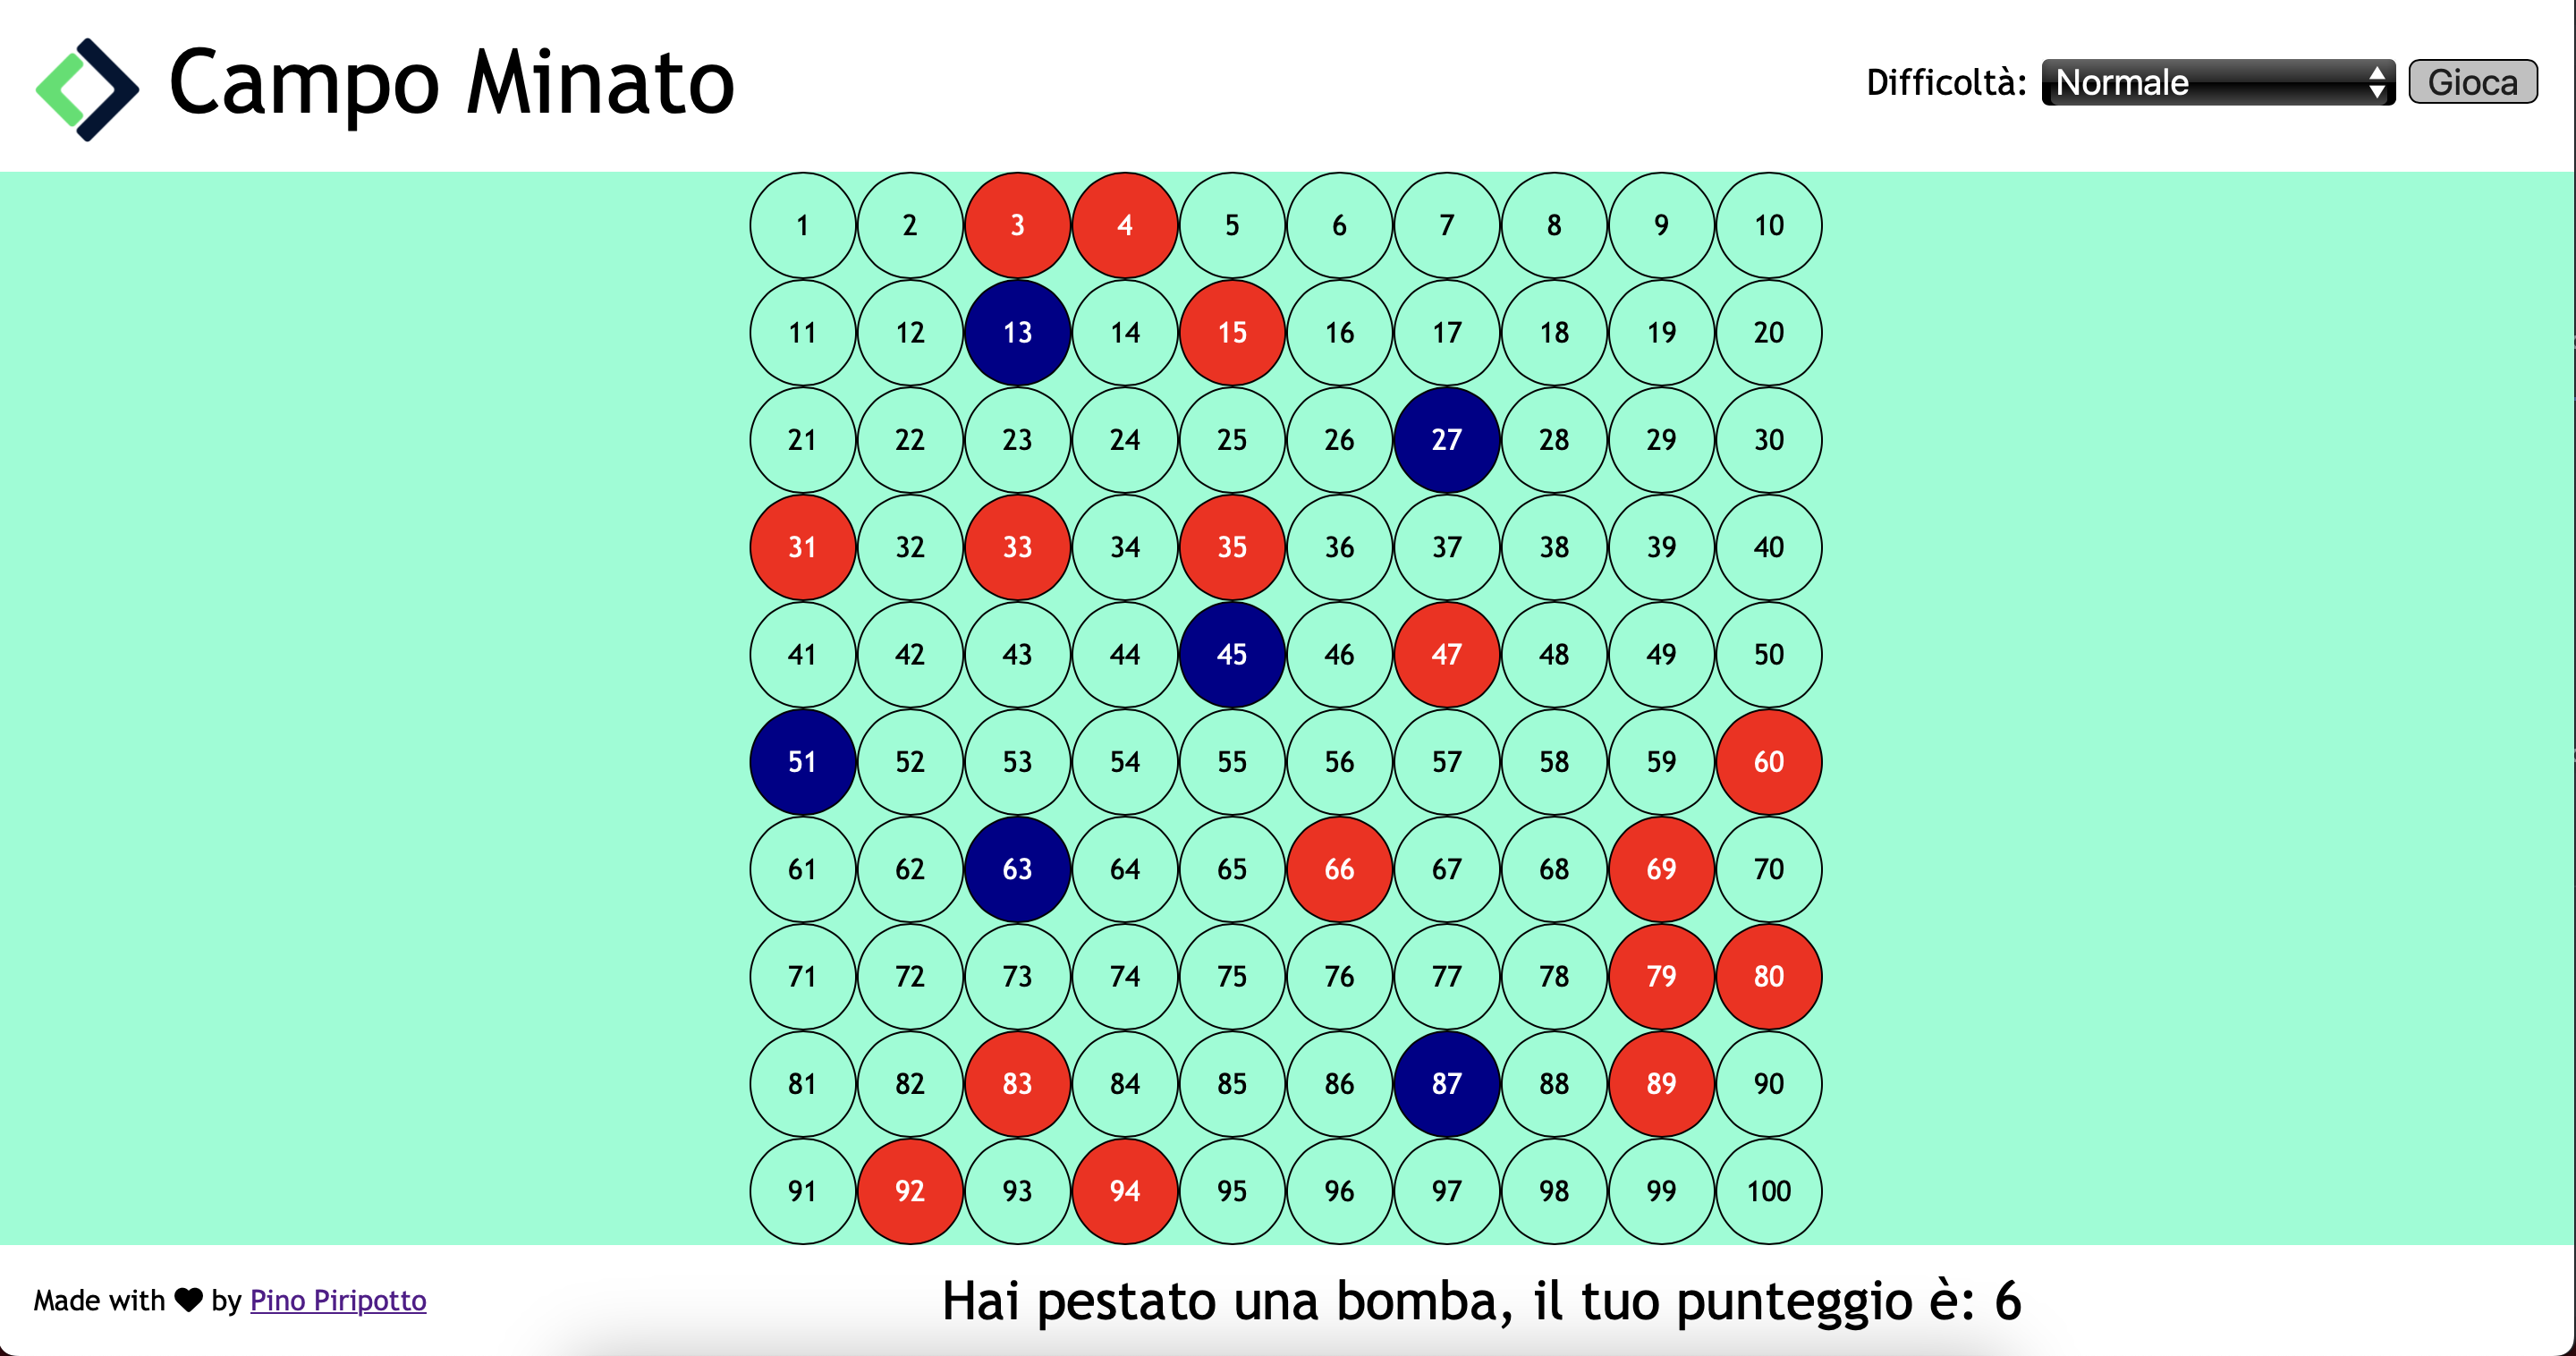 Campo Minato
Difficoltà: Normale Gioca
1 2 3 4 5 6 7 8 9 10
11 12 13 14 15 16 17 18 19 20
21 22 23 24 25 26 27 28 29 30
31 32 33 34 35 36 37 38 39 40
41 42 43 44 45 46 47 48 49 50
51 52 53 54 55 56 57 58 59 60
61 62 63 64 65 66 67 68 69 70
71 72 73 74 75 76 77 78 79 80
81 82 83 84 85 86 87 88 89 90
91 92 93 94 95 96 97 98 99 100
Made with ♥ by Pino Piripotto
Hai pestato una bomba, il tuo punteggio è: 6